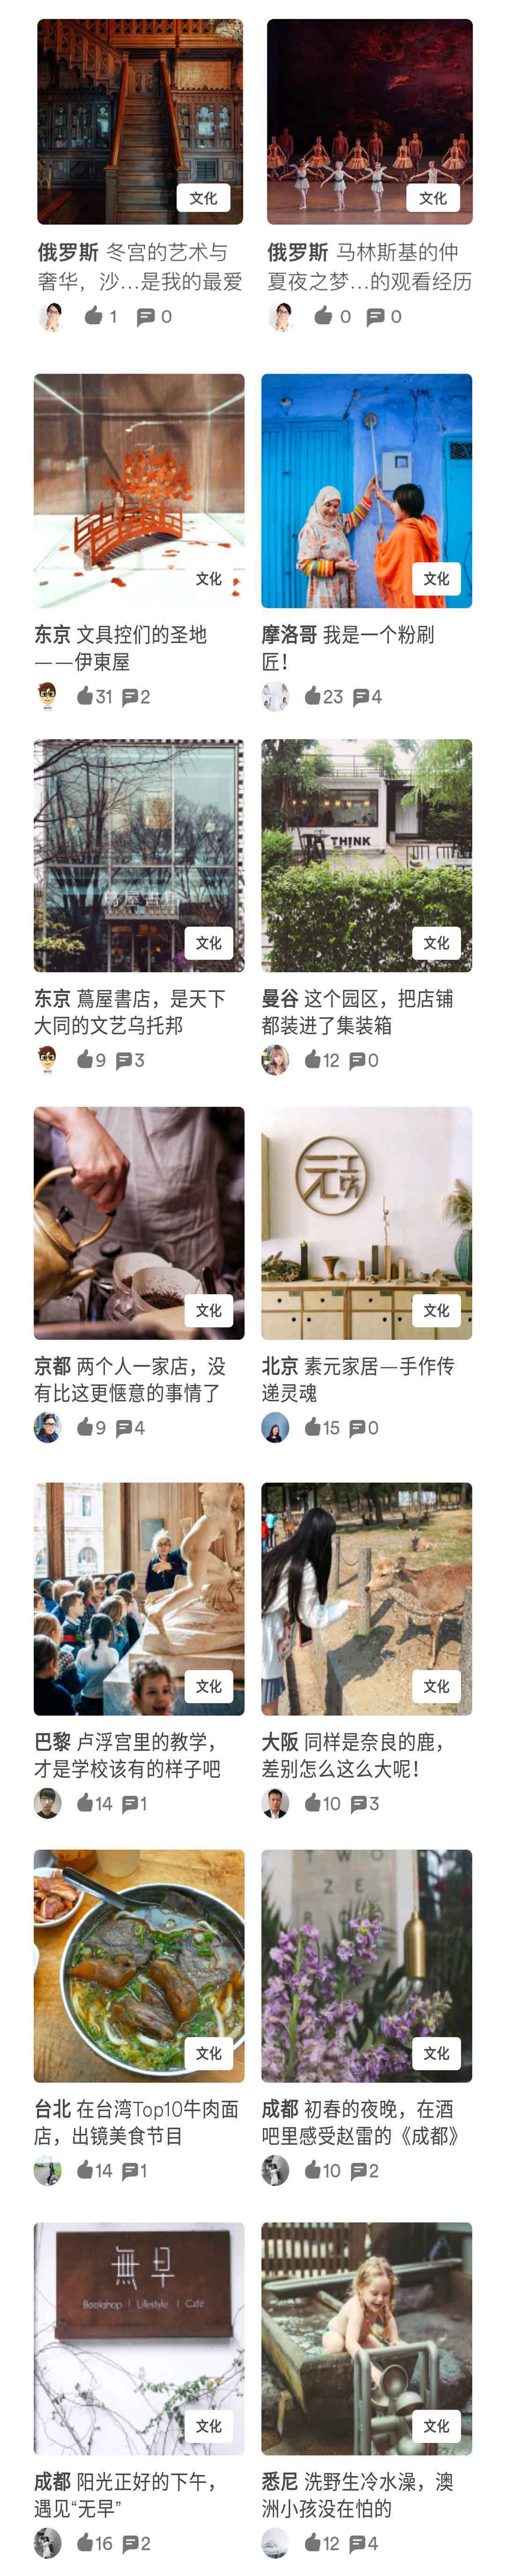 文化
文化
俄罗斯 冬宫的艺术与
奢华，沙...是我的最爱
俄罗斯 马林斯基的仲
夏夜之梦...的观看经历
1 0
0 0
文化
文化
东京 文具控们的圣地
——伊東屋
摩洛哥 我是一个粉刷
匠！
31 2
23 4
蔦屋書店
THINK
文化
文化
东京 蔦屋書店，是天下
大同的文艺乌托邦
曼谷 这个园区，把店铺
都装进了集装箱
9 3
12 0
元工房
文化
文化
京都 两个人一家店，没
有比这更惬意的事情了
北京 素元家居—手作传
递灵魂
9 4
15 0
文化
文化
巴黎 卢浮宫里的教学，
才是学校该有的样子吧
大阪 同样是奈良的鹿，
差别怎么这么大呢！
14 1
10 3
TWO
ZE
文化
文化
台北 在台湾Top10牛肉面
店，出镜美食节目
成都 初春的夜晚，在酒
吧里感受赵雷的《成都》
14 1
10 2
無早
Bookshop | Lifestyle | Café
文化
文化
成都 阳光正好的下午，
遇见“无早”
悉尼 洗野生冷水澡，澳
洲小孩没在怕的
16 2
12 4